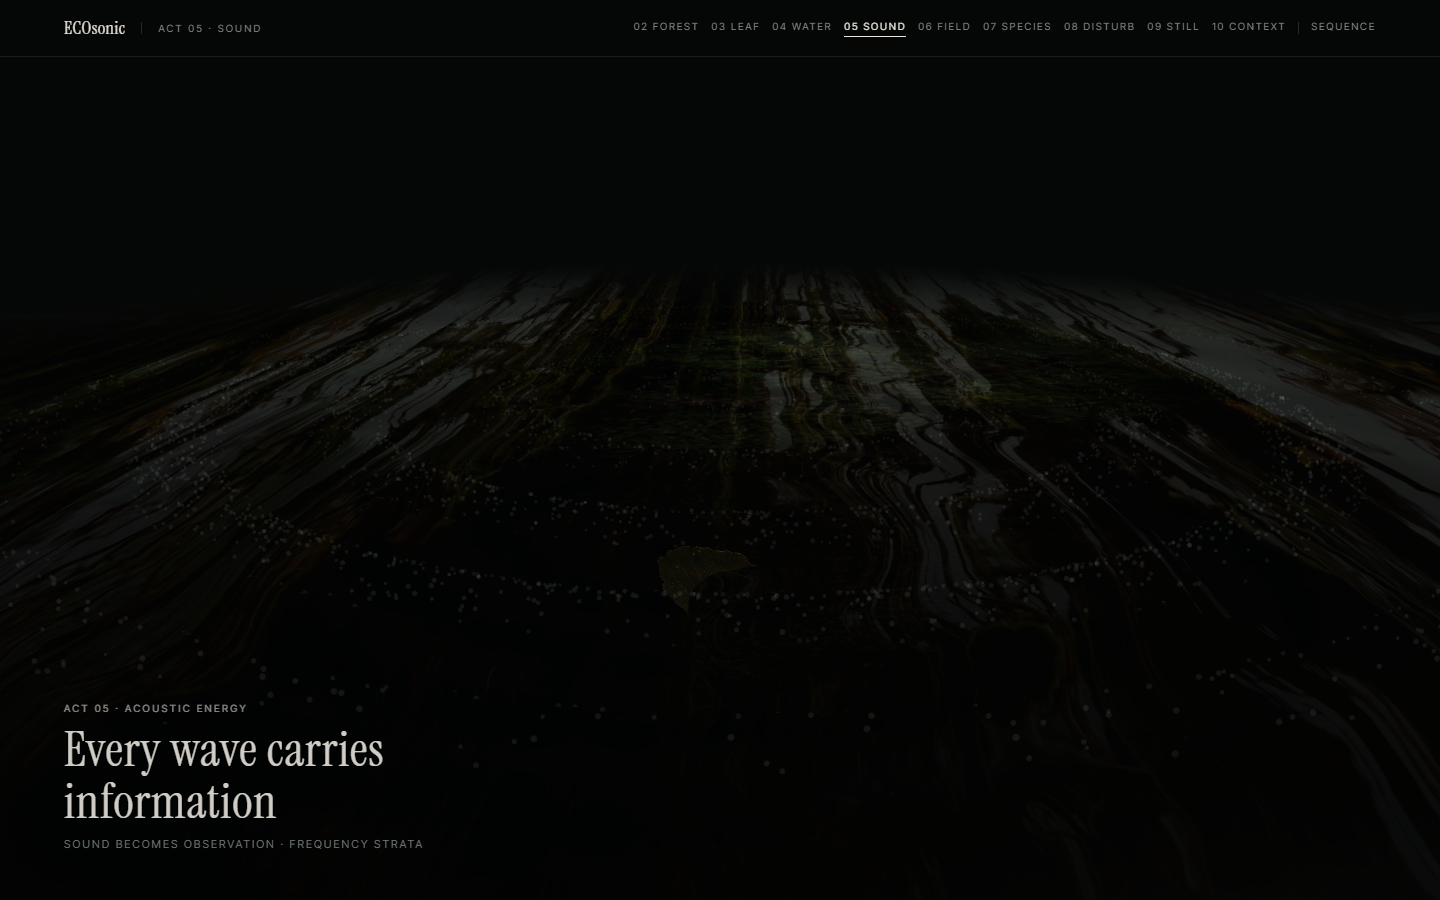 ECOsonic
ACT 05 · SOUND
02 FOREST 03 LEAF 04 WATER 05 SOUND 06 FIELD 07 SPECIES 08 DISTURB 09 STILL 10 CONTEXT SEQUENCE
ACT 05 · ACOUSTIC ENERGY
Every wave carries
information
SOUND BECOMES OBSERVATION · FREQUENCY STRATA